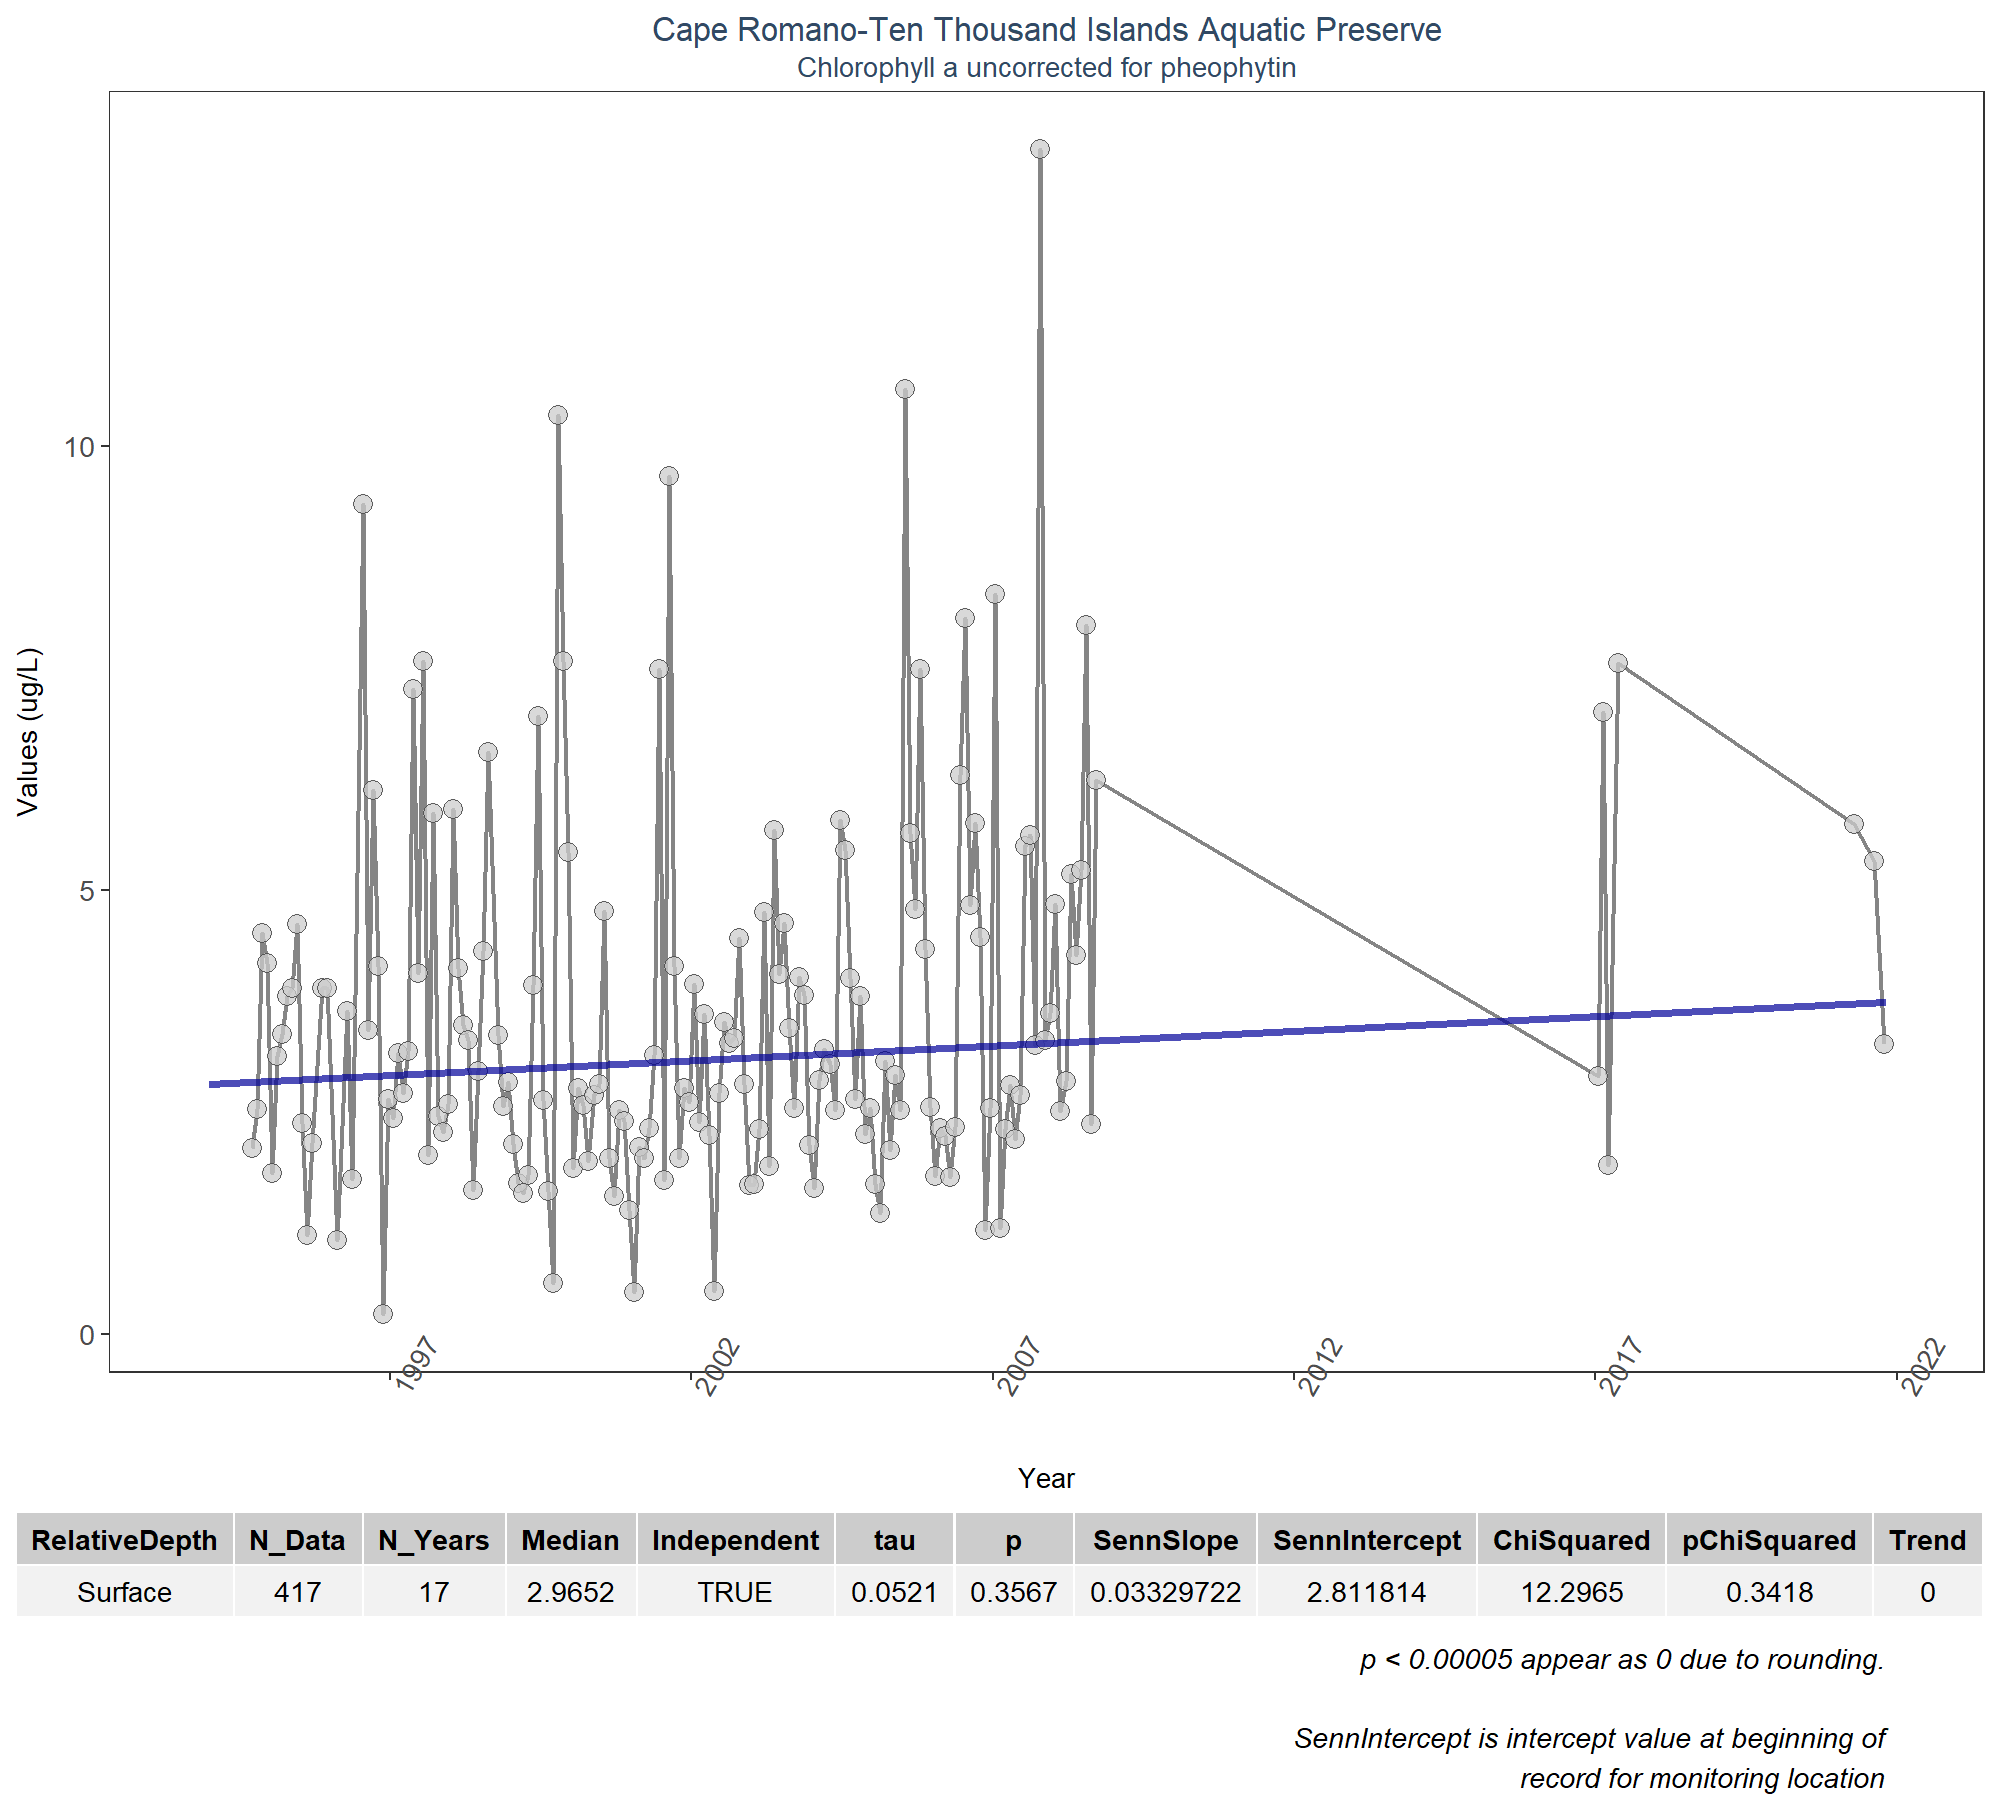 Cape Romano-Ten Thousand Islands Aquatic Preserve
Chlorophyll a uncorrected for pheophytin
Values (ug/L)
10
5
0
1997
2002
2007
2012
2017
2022
Year
RelativeDepth N_Data N_Years Median Independent tau p SennSlope SennIntercept ChiSquared pChiSquared Trend
Surface 417 17 2.9652 TRUE 0.0521 0.3567 0.03329722 2.811814 12.2965 0.3418 0
p < 0.00005 appear as 0 due to rounding.
SennIntercept is intercept value at beginning of
record for monitoring location